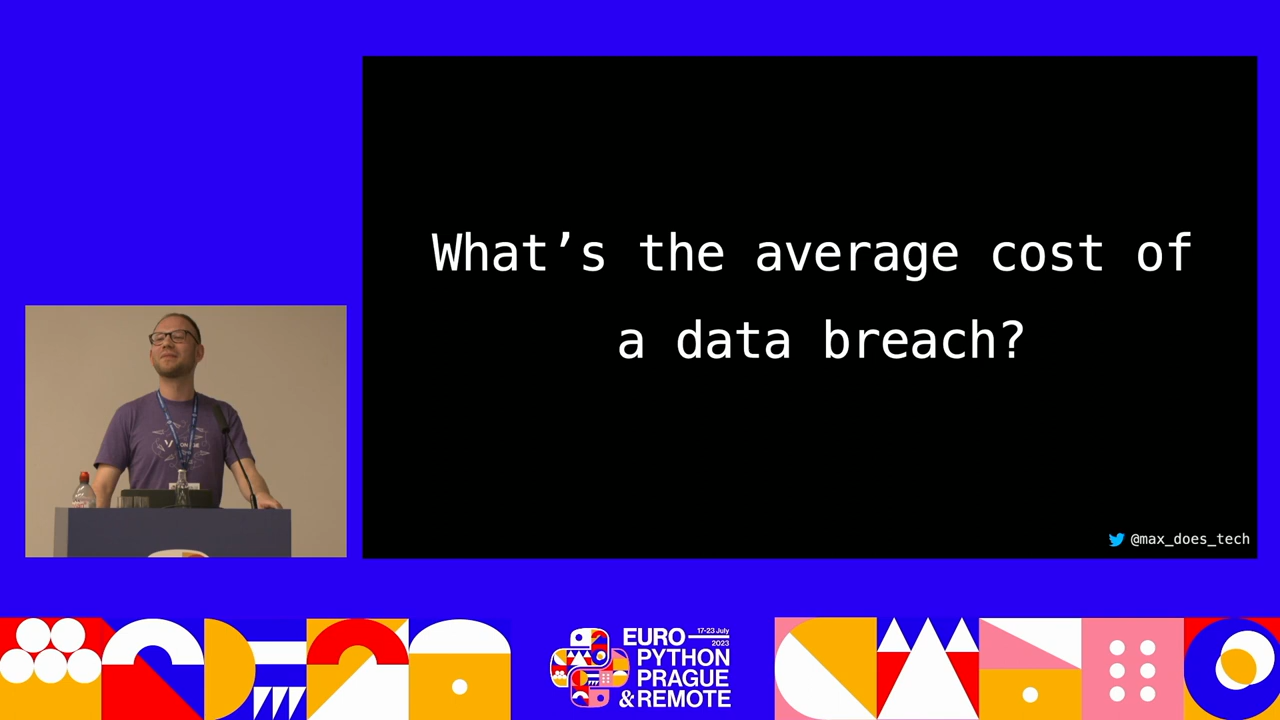 What’s the average cost of
a data breach?
@max_does_tech
EURO
17-23 July
2023
PYTHON
PRAGUE
& REMOTE